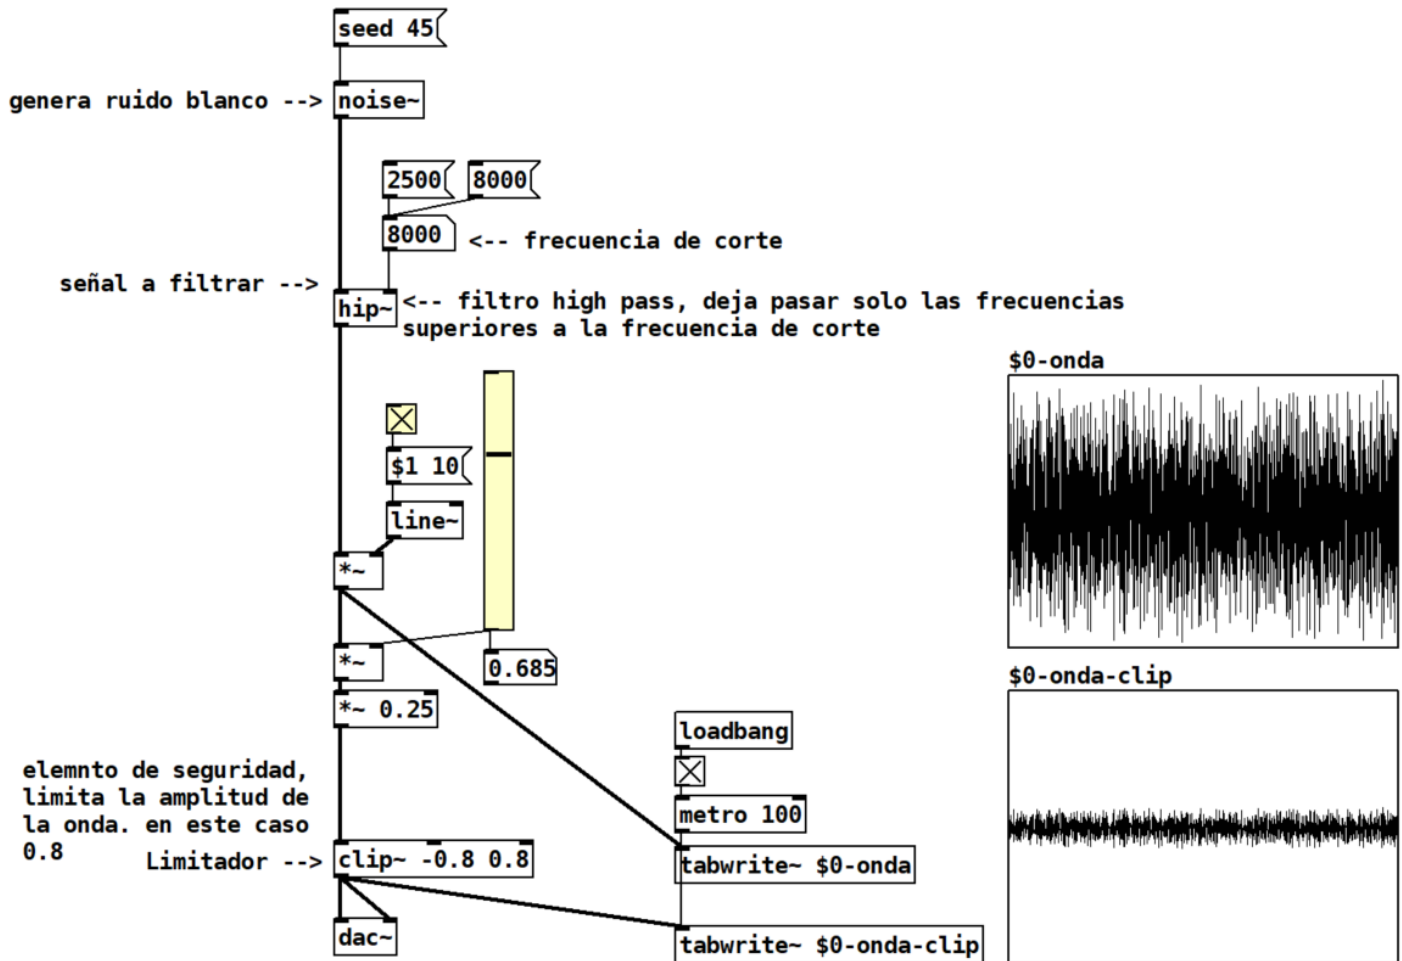 seed 45
genera ruido blanco --> noise~
2500 8000
8000 <-- frecuencia de corte
señal a filtrar -->
hip~ <-- filtro high pass, deja pasar solo las frecuencias
superiores a la frecuencia de corte
$0-onda
$1 10
line~
*~
*~ 0.685
$0-onda-clip
*~ 0.25
loadbang
elemnto de seguridad,
limita la amplitud de
la onda. en este caso
0.8
metro 100
Limitador --> clip~ -0.8 0.8
tabwrite~ $0-onda
dac~
tabwrite~ $0-onda-clip